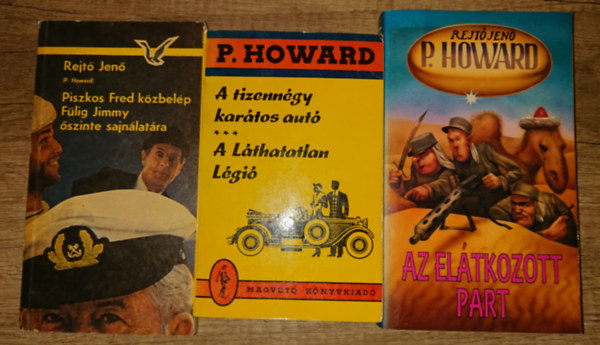 Rejtő Jenő
(P. Howard)
Piszkos Fred közbelép
Fülig Jimmy
őszinte sajnálatára
P. HOWARD
A tizennégy
karátos autó
***
A Láthatatlan
Légió
MAGVETŐ KÖNYVKIADÓ
REJTŐ JENŐ
P. HOWARD
AZ ELÁTKOZOTT
PART